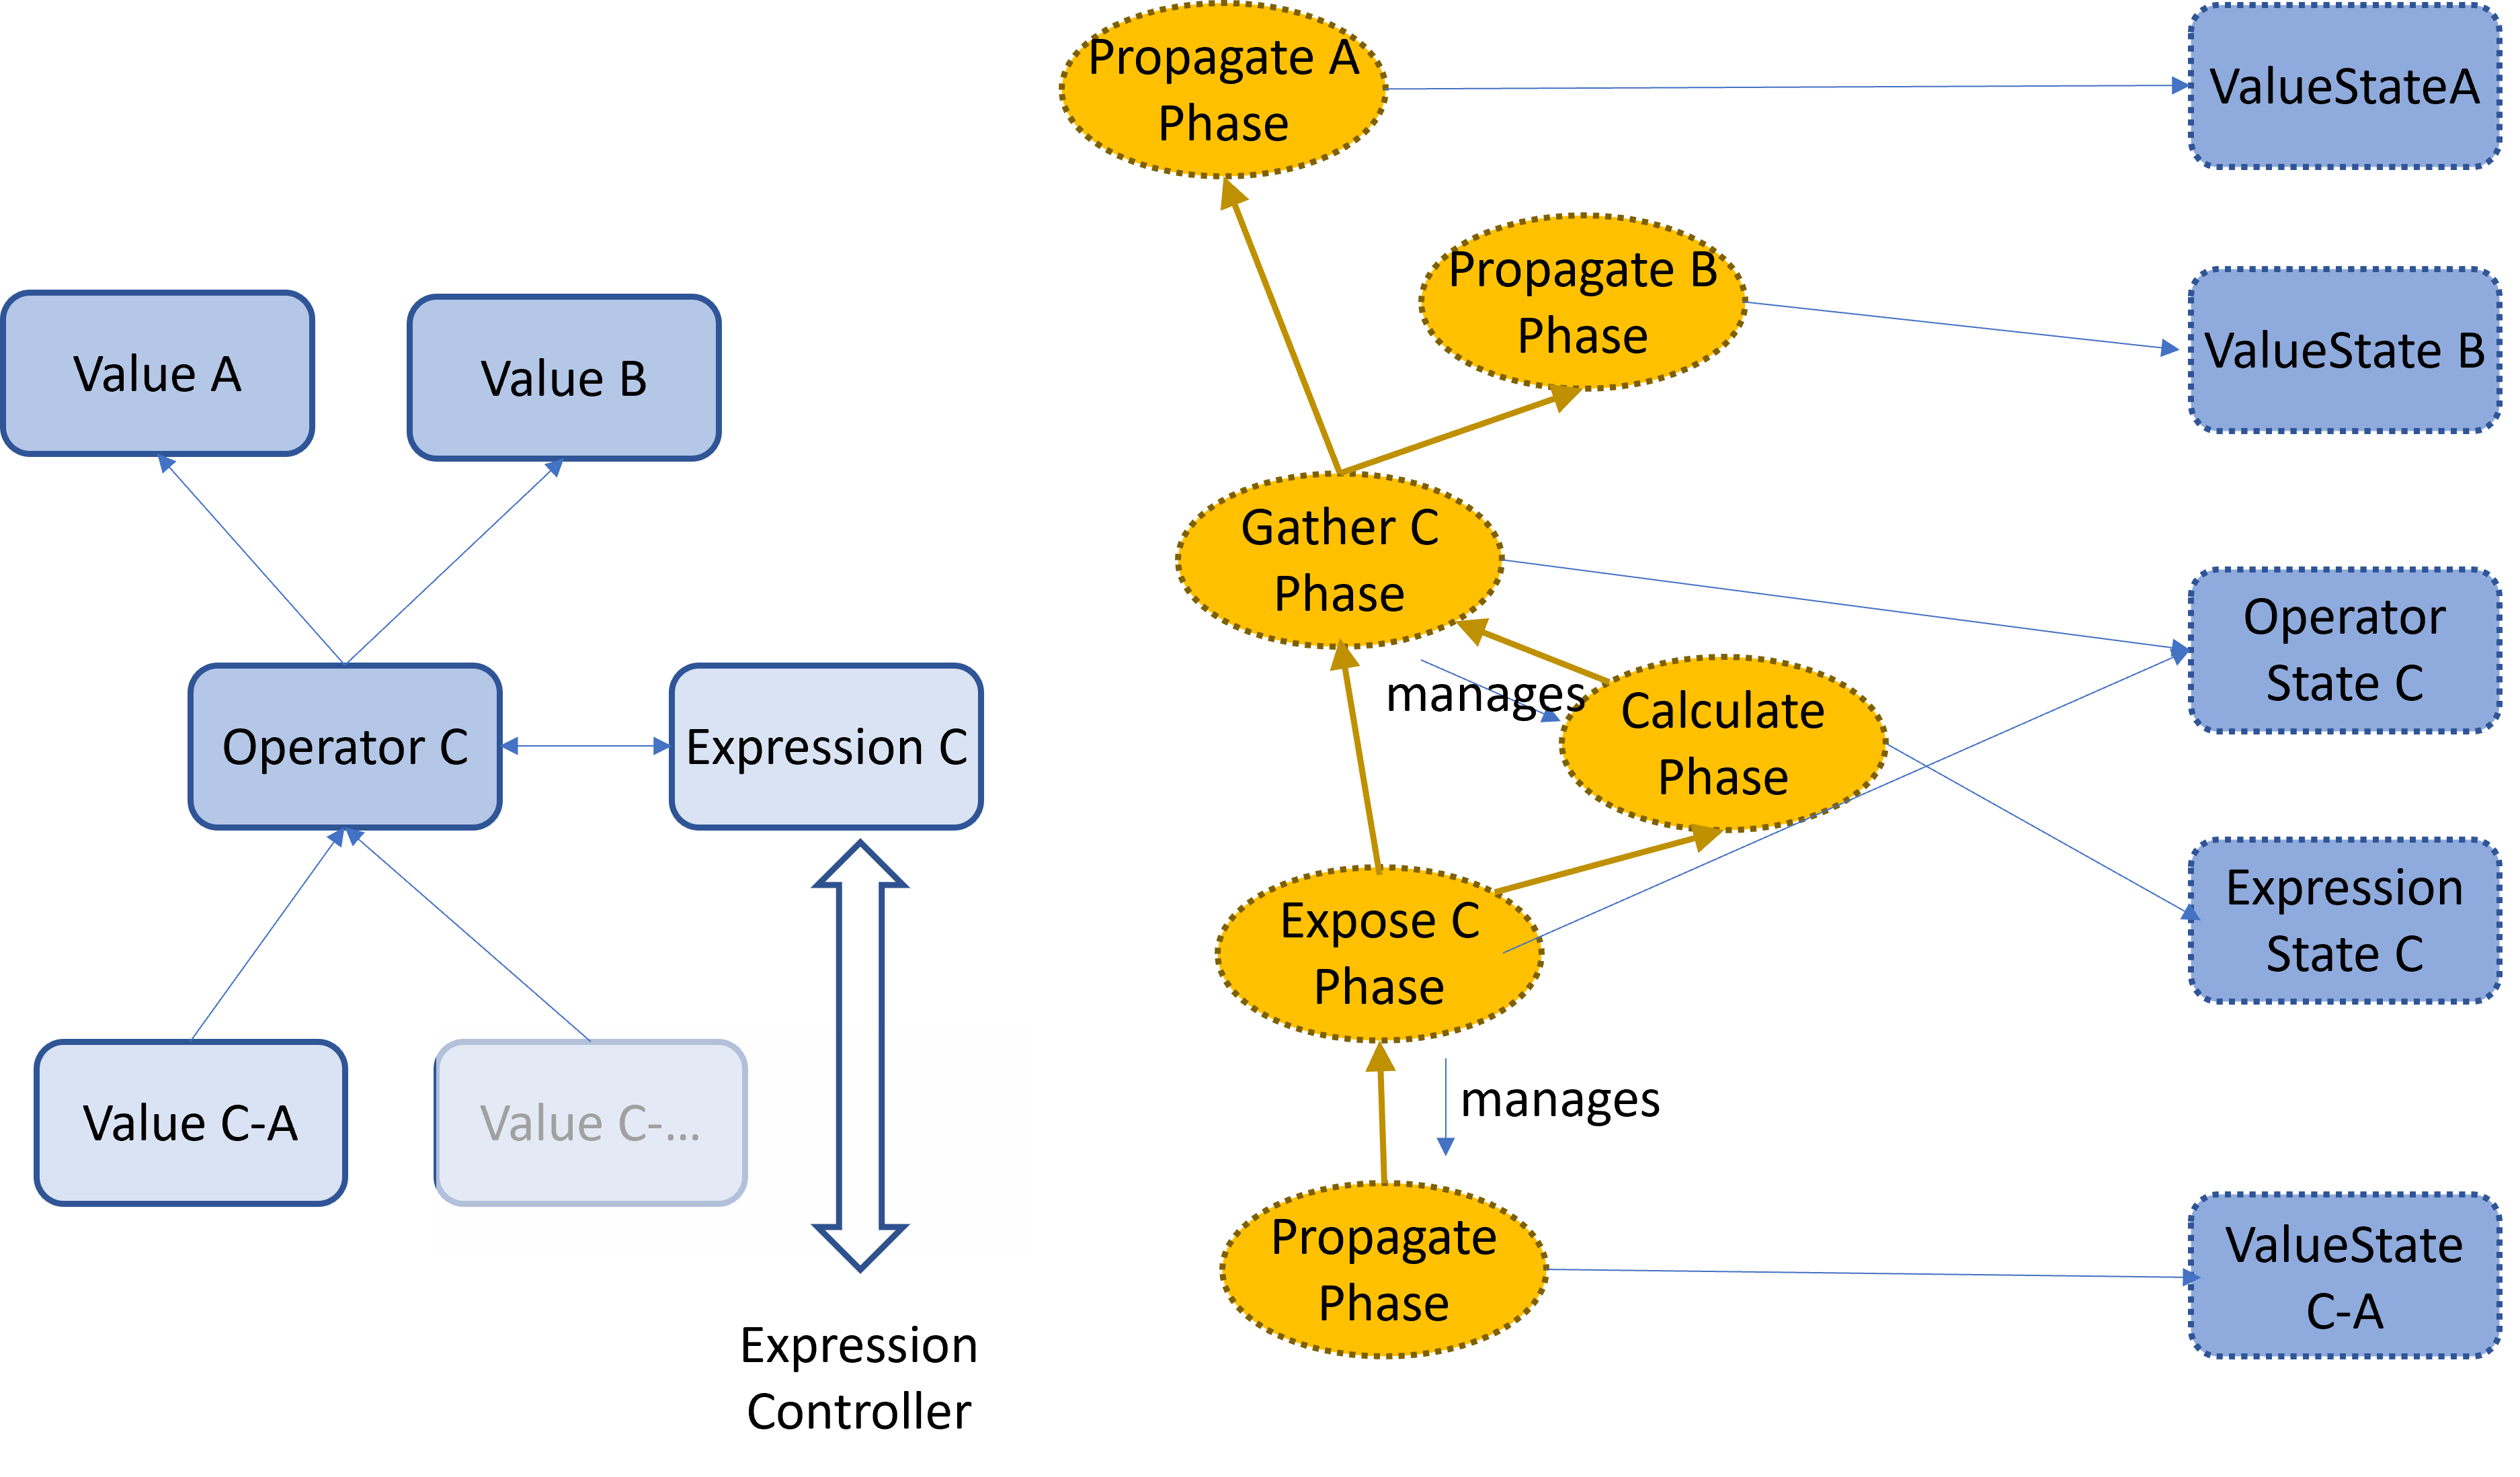 Propagate A
Phase
ValueStateA
Propagate B
Phase
ValueState B
Value A
Value B
Gather C
Phase
Operator
State C
manages
Calculate
Phase
Operator C
Expression C
Expose C
Phase
Expression
State C
manages
Value C-A
Value C-...
Propagate
Phase
ValueState
C-A
Expression
Controller